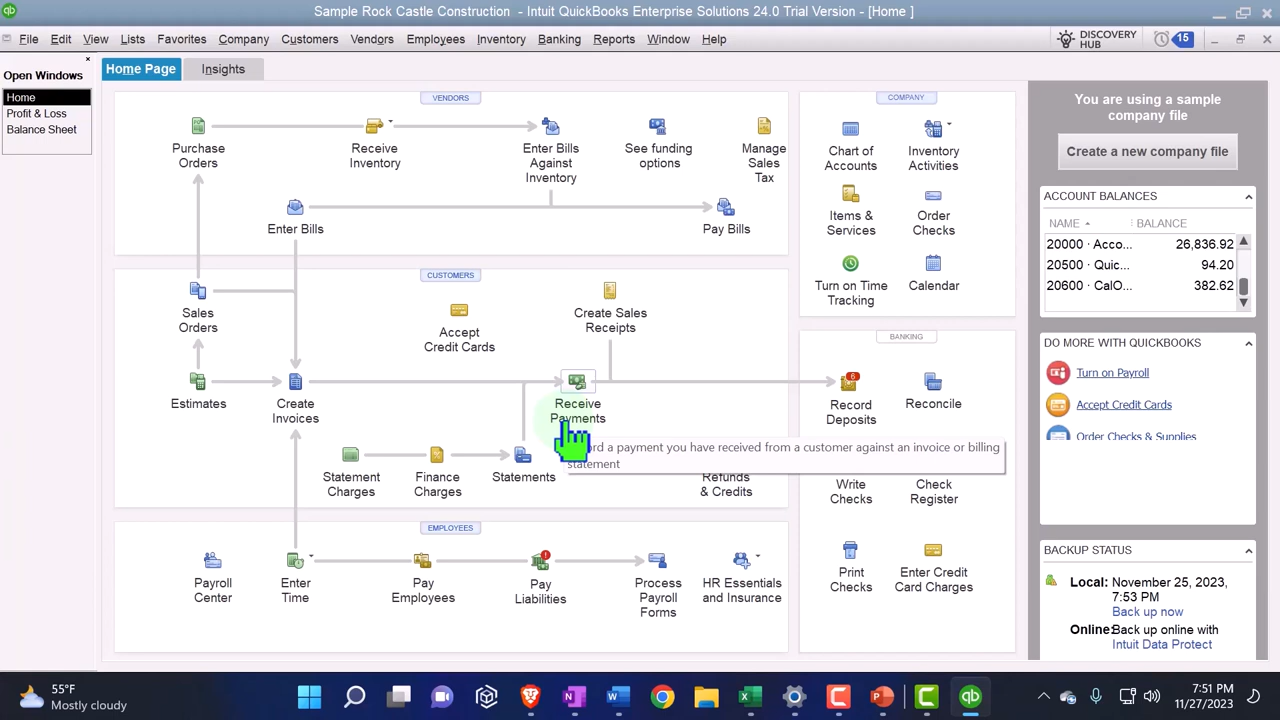 Sample Rock Castle Construction - Intuit QuickBooks Enterprise Solutions 24.0 Trial Version - [Home ]
File Edit View Lists Favorites Company Customers Vendors Employees Inventory Banking Reports Window Help
DISCOVERY
HUB
15
Open Windows
Home
Profit & Loss
Balance Sheet
Home Page
Insights
VENDORS
Purchase
Orders
Receive
Inventory
Enter Bills
Against
Inventory
See funding
options
Manage
Sales
Tax
Enter Bills
Pay Bills
CUSTOMERS
Sales
Orders
Accept
Credit Cards
Create Sales
Receipts
Estimates
Create
Invoices
Receive
Payments
Statement
Charges
Finance
Charges
Statements
Refunds
& Credits
ord a payment you have received from a customer against an invoice or billing
statement
EMPLOYEES
Payroll
Center
Enter
Time
Pay
Employees
Pay
Liabilities
Process
Payroll
Forms
HR Essentials
and Insurance
COMPANY
Chart of
Accounts
Inventory
Activities
Items &
Services
Order
Checks
Turn on Time
Tracking
Calendar
BANKING
6
Record
Deposits
Reconcile
Write
Checks
Check
Register
Print
Checks
Enter Credit
Card Charges
You are using a sample
company file
Create a new company file
ACCOUNT BALANCES
NAME BALANCE
20000 · Acco... 26,836.92
20500 · Quic... 94.20
20600 · CalO... 382.62
DO MORE WITH QUICKBOOKS
Turn on Payroll
Accept Credit Cards
Order Checks & Supplies
BACKUP STATUS
Local: November 25, 2023,
7:53 PM
Back up now
Online: Back up online with
Intuit Data Protect
55°F
Mostly cloudy
7:51 PM
11/27/2023